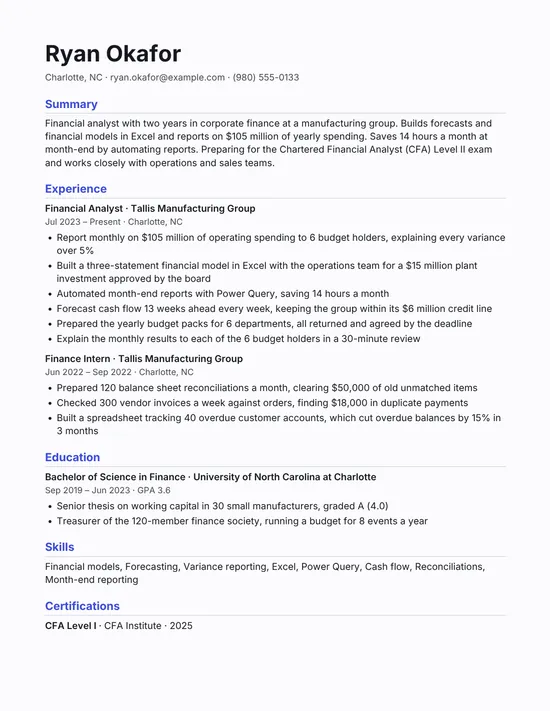 Ryan Okafor
Charlotte, NC · ryan.okafor@example.com · (980) 555-0133
Summary
Financial analyst with two years in corporate finance at a manufacturing group. Builds forecasts and
financial models in Excel and reports on $105 million of yearly spending. Saves 14 hours a month at
month-end by automating reports. Preparing for the Chartered Financial Analyst (CFA) Level II exam
and works closely with operations and sales teams.
Experience
Financial Analyst · Tallis Manufacturing Group
Jul 2023 – Present · Charlotte, NC
• Report monthly on $105 million of operating spending to 6 budget holders, explaining every variance
over 5%
• Built a three-statement financial model in Excel with the operations team for a $15 million plant
investment approved by the board
• Automated month-end reports with Power Query, saving 14 hours a month
• Forecast cash flow 13 weeks ahead every week, keeping the group within its $6 million credit line
• Prepared the yearly budget packs for 6 departments, all returned and agreed by the deadline
• Explain the monthly results to each of the 6 budget holders in a 30-minute review
Finance Intern · Tallis Manufacturing Group
Jun 2022 – Sep 2022 · Charlotte, NC
• Prepared 120 balance sheet reconciliations a month, clearing $50,000 of old unmatched items
• Checked 300 vendor invoices a week against orders, finding $18,000 in duplicate payments
• Built a spreadsheet tracking 40 overdue customer accounts, which cut overdue balances by 15% in
3 months
Education
Bachelor of Science in Finance · University of North Carolina at Charlotte
Sep 2019 – Jun 2023 · GPA 3.6
• Senior thesis on working capital in 30 small manufacturers, graded A (4.0)
• Treasurer of the 120-member finance society, running a budget for 8 events a year
Skills
Financial models, Forecasting, Variance reporting, Excel, Power Query, Cash flow, Reconciliations,
Month-end reporting
Certifications
CFA Level I · CFA Institute · 2025